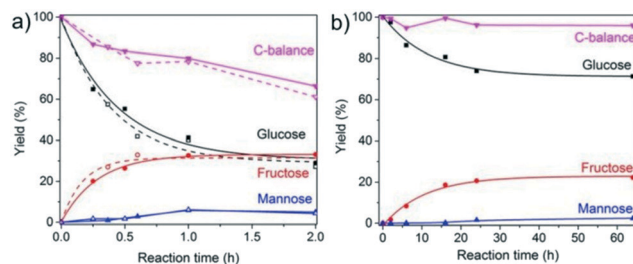 a)
100
80
60
40
20
0
Yield (%)
C-balance
Glucose
Fructose
Mannose
0.0 0.5 1.0 1.5 2.0
Reaction time (h)
b)
100
80
60
40
20
0
Yield (%)
C-balance
Glucose
Fructose
Mannose
0 10 20 30 40 50 60
Reaction time (h)